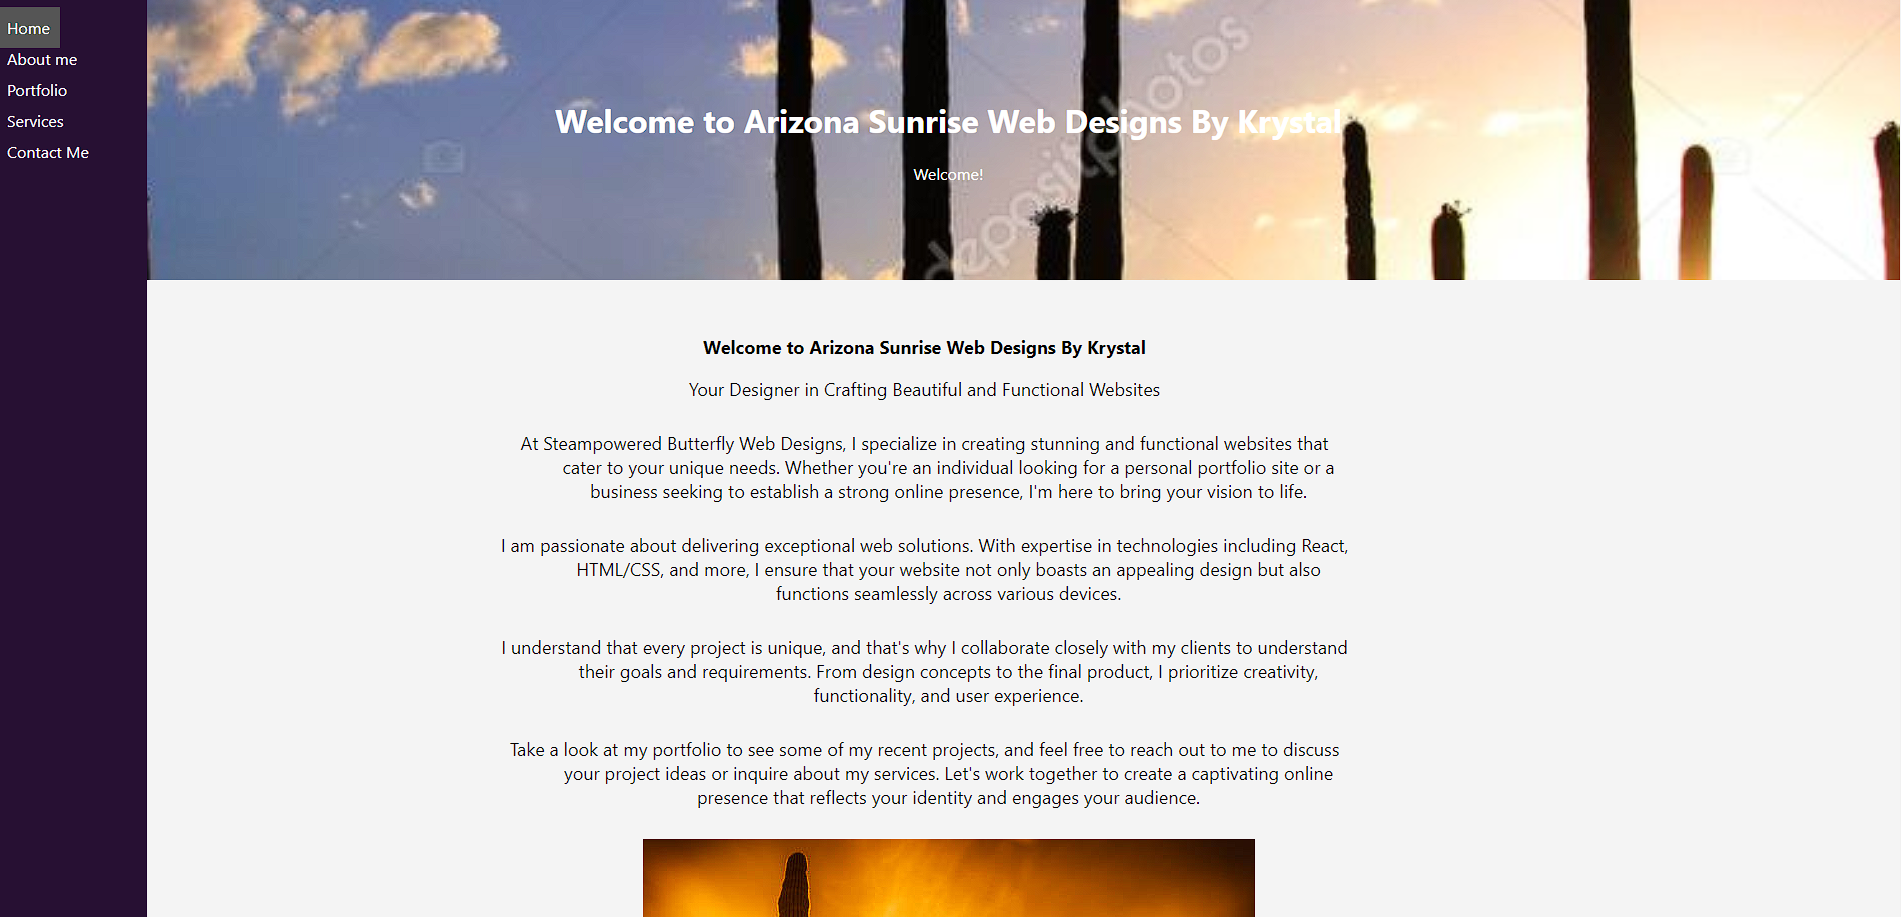 Home
About me
Portfolio
Services
Contact Me
depositphotos
Welcome to Arizona Sunrise Web Designs By Krystal
Welcome!
Welcome to Arizona Sunrise Web Designs By Krystal
Your Designer in Crafting Beautiful and Functional Websites
At Steampowered Butterfly Web Designs, I specialize in creating stunning and functional websites that
cater to your unique needs. Whether you're an individual looking for a personal portfolio site or a
business seeking to establish a strong online presence, I'm here to bring your vision to life.
I am passionate about delivering exceptional web solutions. With expertise in technologies including React,
HTML/CSS, and more, I ensure that your website not only boasts an appealing design but also
functions seamlessly across various devices.
I understand that every project is unique, and that's why I collaborate closely with my clients to understand
their goals and requirements. From design concepts to the final product, I prioritize creativity,
functionality, and user experience.
Take a look at my portfolio to see some of my recent projects, and feel free to reach out to me to discuss
your project ideas or inquire about my services. Let's work together to create a captivating online
presence that reflects your identity and engages your audience.